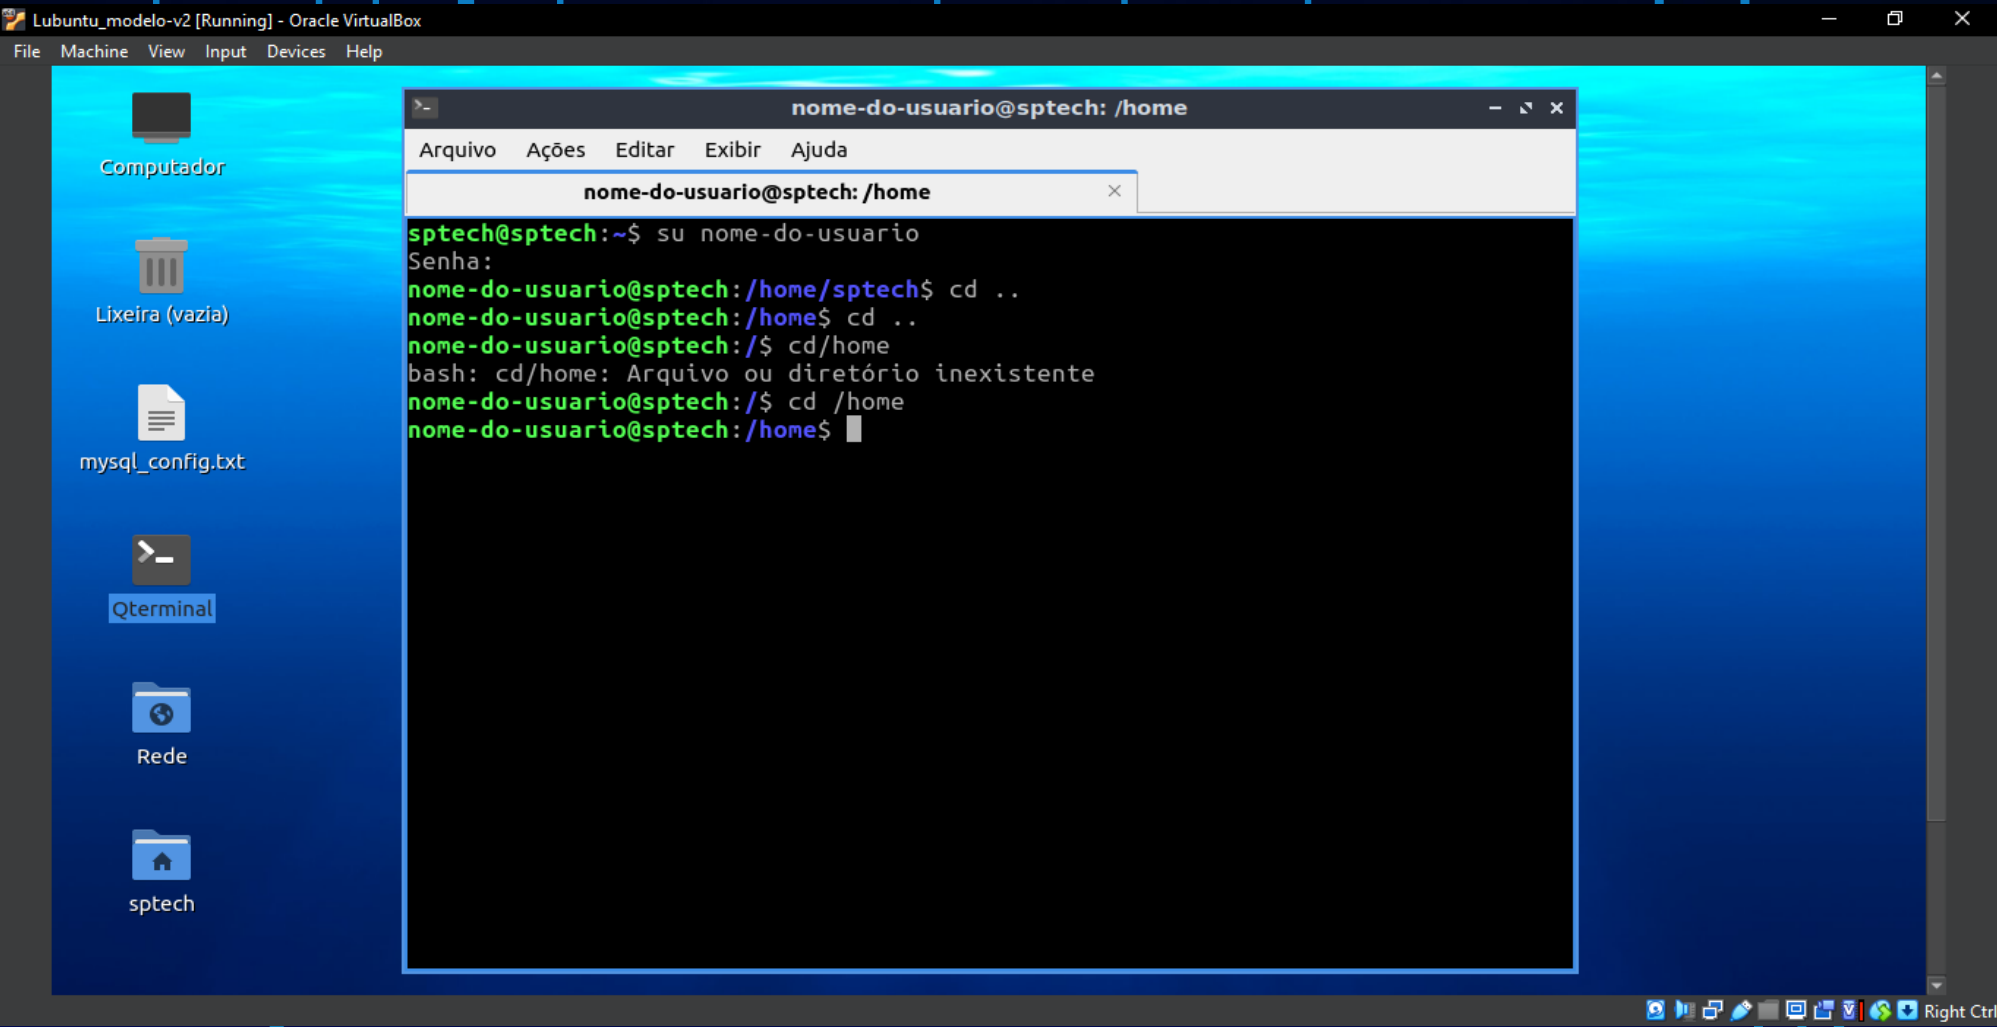 Lubuntu_modelo-v2 [Running] - Oracle VirtualBox
File Machine View Input Devices Help
Computador
Lixeira (vazia)
mysql_config.txt
Qterminal
Rede
sptech
nome-do-usuario@sptech: /home
Arquivo Ações Editar Exibir Ajuda
nome-do-usuario@sptech: /home
sptech@sptech:~$ su nome-do-usuario
Senha:
nome-do-usuario@sptech:/home/sptech$ cd ..
nome-do-usuario@sptech:/home$ cd ..
nome-do-usuario@sptech:/$ cd/home
bash: cd/home: Arquivo ou diretório inexistente
nome-do-usuario@sptech:/$ cd /home
nome-do-usuario@sptech:/home$
Right Ctrl